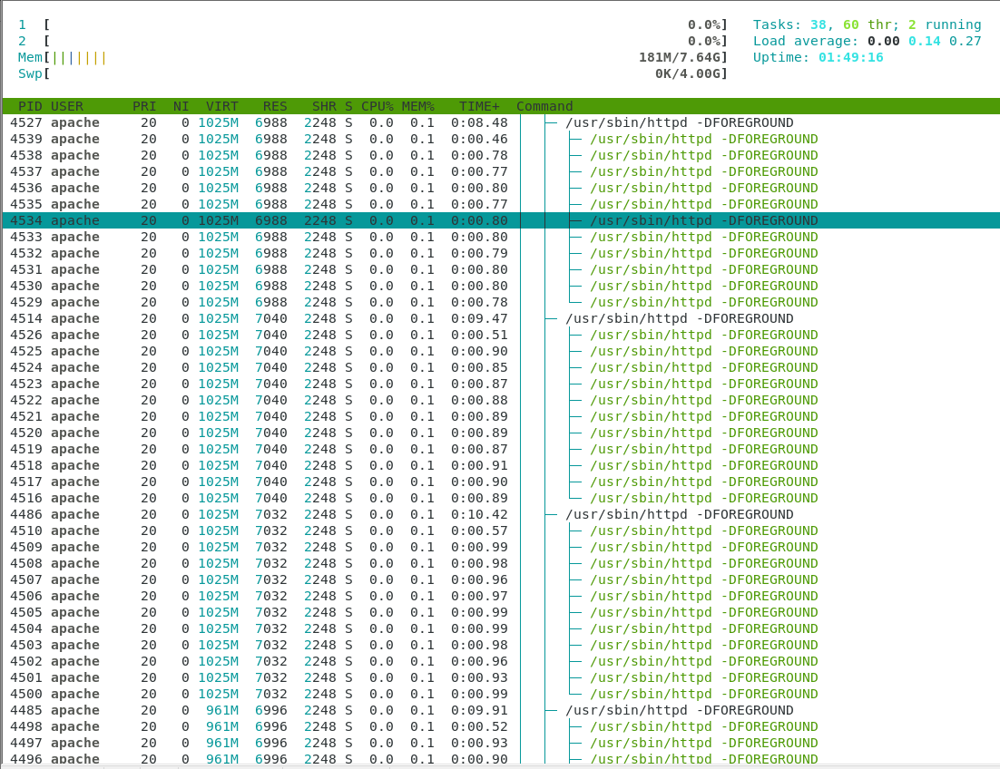 1 [ 0.0%] Tasks: 38, 60 thr; 2 running
2 [ 0.0%] Load average: 0.00 0.14 0.27
Mem[||||||| 181M/7.64G] Uptime: 01:49:16
Swp[ 0K/4.00G]
PID USER PRI NI VIRT RES SHR S CPU% MEM% TIME+ Command
4527 apache 20 0 1025M 6988 2248 S 0.0 0.1 0:08.48 /usr/sbin/httpd -DFOREGROUND
4539 apache 20 0 1025M 6988 2248 S 0.0 0.1 0:00.46 /usr/sbin/httpd -DFOREGROUND
4538 apache 20 0 1025M 6988 2248 S 0.0 0.1 0:00.78 /usr/sbin/httpd -DFOREGROUND
4537 apache 20 0 1025M 6988 2248 S 0.0 0.1 0:00.77 /usr/sbin/httpd -DFOREGROUND
4536 apache 20 0 1025M 6988 2248 S 0.0 0.1 0:00.80 /usr/sbin/httpd -DFOREGROUND
4535 apache 20 0 1025M 6988 2248 S 0.0 0.1 0:00.77 /usr/sbin/httpd -DFOREGROUND
4534 apache 20 0 1025M 6988 2248 S 0.0 0.1 0:00.80 /usr/sbin/httpd -DFOREGROUND
4533 apache 20 0 1025M 6988 2248 S 0.0 0.1 0:00.80 /usr/sbin/httpd -DFOREGROUND
4532 apache 20 0 1025M 6988 2248 S 0.0 0.1 0:00.79 /usr/sbin/httpd -DFOREGROUND
4531 apache 20 0 1025M 6988 2248 S 0.0 0.1 0:00.80 /usr/sbin/httpd -DFOREGROUND
4530 apache 20 0 1025M 6988 2248 S 0.0 0.1 0:00.80 /usr/sbin/httpd -DFOREGROUND
4529 apache 20 0 1025M 6988 2248 S 0.0 0.1 0:00.78 /usr/sbin/httpd -DFOREGROUND
4514 apache 20 0 1025M 7040 2248 S 0.0 0.1 0:09.47 /usr/sbin/httpd -DFOREGROUND
4526 apache 20 0 1025M 7040 2248 S 0.0 0.1 0:00.51 /usr/sbin/httpd -DFOREGROUND
4525 apache 20 0 1025M 7040 2248 S 0.0 0.1 0:00.90 /usr/sbin/httpd -DFOREGROUND
4524 apache 20 0 1025M 7040 2248 S 0.0 0.1 0:00.85 /usr/sbin/httpd -DFOREGROUND
4523 apache 20 0 1025M 7040 2248 S 0.0 0.1 0:00.87 /usr/sbin/httpd -DFOREGROUND
4522 apache 20 0 1025M 7040 2248 S 0.0 0.1 0:00.88 /usr/sbin/httpd -DFOREGROUND
4521 apache 20 0 1025M 7040 2248 S 0.0 0.1 0:00.89 /usr/sbin/httpd -DFOREGROUND
4520 apache 20 0 1025M 7040 2248 S 0.0 0.1 0:00.89 /usr/sbin/httpd -DFOREGROUND
4519 apache 20 0 1025M 7040 2248 S 0.0 0.1 0:00.87 /usr/sbin/httpd -DFOREGROUND
4518 apache 20 0 1025M 7040 2248 S 0.0 0.1 0:00.91 /usr/sbin/httpd -DFOREGROUND
4517 apache 20 0 1025M 7040 2248 S 0.0 0.1 0:00.90 /usr/sbin/httpd -DFOREGROUND
4516 apache 20 0 1025M 7040 2248 S 0.0 0.1 0:00.89 /usr/sbin/httpd -DFOREGROUND
4486 apache 20 0 1025M 7032 2248 S 0.0 0.1 0:10.42 /usr/sbin/httpd -DFOREGROUND
4510 apache 20 0 1025M 7032 2248 S 0.0 0.1 0:00.57 /usr/sbin/httpd -DFOREGROUND
4509 apache 20 0 1025M 7032 2248 S 0.0 0.1 0:00.99 /usr/sbin/httpd -DFOREGROUND
4508 apache 20 0 1025M 7032 2248 S 0.0 0.1 0:00.98 /usr/sbin/httpd -DFOREGROUND
4507 apache 20 0 1025M 7032 2248 S 0.0 0.1 0:00.96 /usr/sbin/httpd -DFOREGROUND
4506 apache 20 0 1025M 7032 2248 S 0.0 0.1 0:00.97 /usr/sbin/httpd -DFOREGROUND
4505 apache 20 0 1025M 7032 2248 S 0.0 0.1 0:00.99 /usr/sbin/httpd -DFOREGROUND
4504 apache 20 0 1025M 7032 2248 S 0.0 0.1 0:00.99 /usr/sbin/httpd -DFOREGROUND
4503 apache 20 0 1025M 7032 2248 S 0.0 0.1 0:00.98 /usr/sbin/httpd -DFOREGROUND
4502 apache 20 0 1025M 7032 2248 S 0.0 0.1 0:00.96 /usr/sbin/httpd -DFOREGROUND
4501 apache 20 0 1025M 7032 2248 S 0.0 0.1 0:00.93 /usr/sbin/httpd -DFOREGROUND
4500 apache 20 0 1025M 7032 2248 S 0.0 0.1 0:00.99 /usr/sbin/httpd -DFOREGROUND
4485 apache 20 0 961M 6996 2248 S 0.0 0.1 0:09.91 /usr/sbin/httpd -DFOREGROUND
4498 apache 20 0 961M 6996 2248 S 0.0 0.1 0:00.52 /usr/sbin/httpd -DFOREGROUND
4497 apache 20 0 961M 6996 2248 S 0.0 0.1 0:00.93 /usr/sbin/httpd -DFOREGROUND
4496 apache 20 0 961M 6996 2248 S 0.0 0.1 0:00.90 /usr/sbin/httpd -DFOREGROUND